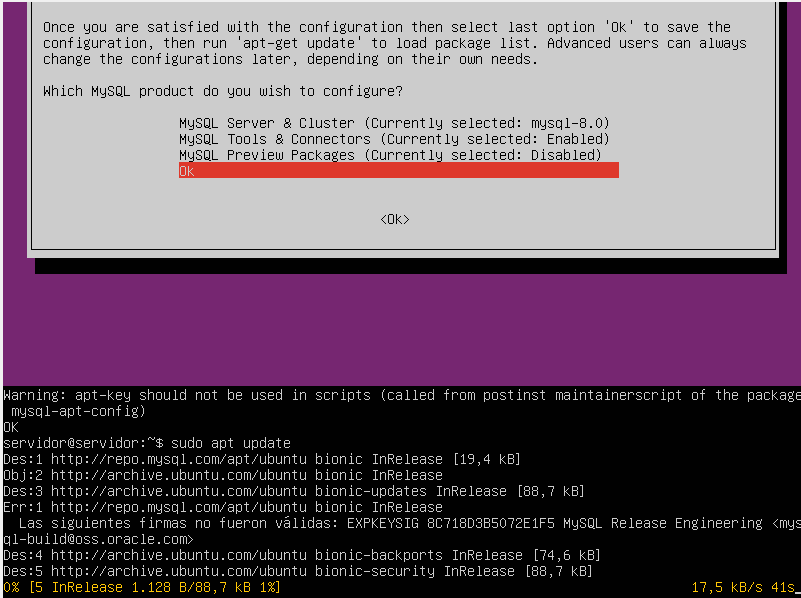 Once you are satisfied with the configuration then select last option 'Ok' to save the
configuration, then run 'apt-get update' to load package list. Advanced users can always
change the configurations later, depending on their own needs.
Which MySQL product do you wish to configure?
MySQL Server & Cluster (Currently selected: mysql-8.0)
MySQL Tools & Connectors (Currently selected: Enabled)
MySQL Preview Packages (Currently selected: Disabled)
Ok
<Ok>
Warning: apt-key should not be used in scripts (called from postinst maintainerscript of the package
mysql-apt-config)
OK
servidor@servidor:~$ sudo apt update
Des:1 http://repo.mysql.com/apt/ubuntu bionic InRelease [19,4 kB]
Obj:2 http://archive.ubuntu.com/ubuntu bionic InRelease
Des:3 http://archive.ubuntu.com/ubuntu bionic-updates InRelease [88,7 kB]
Err:1 http://repo.mysql.com/apt/ubuntu bionic InRelease
Las siguientes firmas no fueron válidas: EXPKEYSIG 8C718D3B5072E1F5 MySQL Release Engineering <mys
ql-build@oss.oracle.com>
Des:4 http://archive.ubuntu.com/ubuntu bionic-backports InRelease [74,6 kB]
Des:5 http://archive.ubuntu.com/ubuntu bionic-security InRelease [88,7 kB]
0% [5 InRelease 1.128 B/88,7 kB 1%] 17,5 kB/s 41s